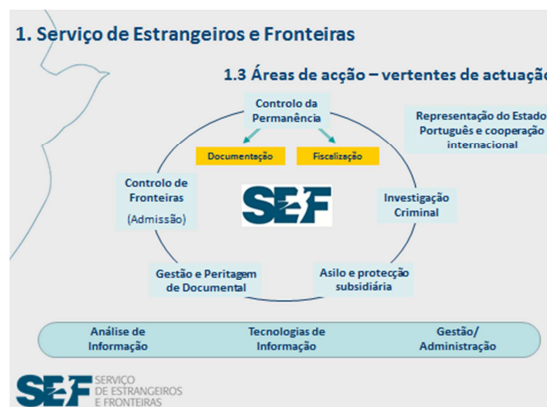 1. Serviço de Estrangeiros e Fronteiras
1.3 Áreas de acção – vertentes de actuação
Controlo da
Permanência
Representação do Estado
Português e cooperação
internacional
Documentação
Fiscalização
Controlo de
Fronteiras
(Admissão)
SEF
Investigação
Criminal
Gestão e Peritagem
de Documental
Asilo e protecção
subsidiária
Análise de
Informação
Tecnologias de
Informação
Gestão/
Administração
SEF
SERVIÇO
DE ESTRANGEIROS
E FRONTEIRAS